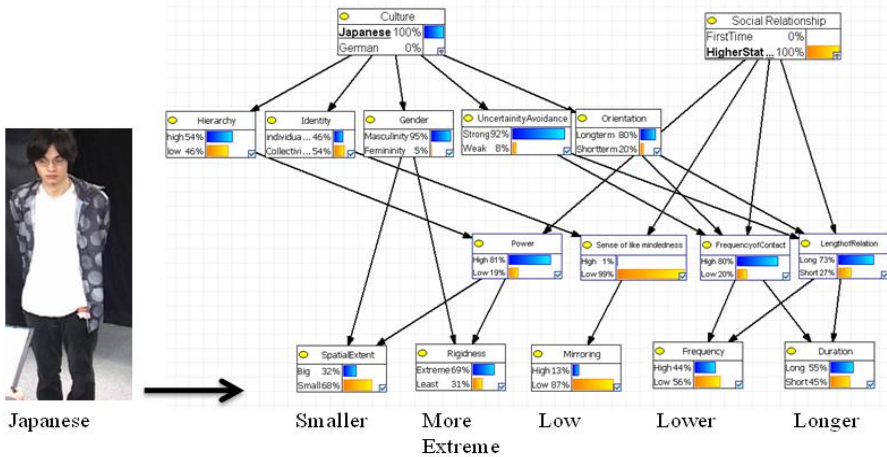 Culture
Japanese 100%
German 0%
Social Relationship
FirstTime 0%
HigherStat ... 100%
Hierarchy
high 54%
low 46%
Identity
individua ... 46%
Collectivi ... 54%
Gender
Masculinity 95%
Femininity 5%
UncertainityAvoidance
Strong 92%
Weak 8%
Orientation
Longterm 80%
Shortterm 20%
Power
High 81%
Low 19%
Sense of like mindedness
High 1%
Low 99%
FrequencyofContact
High 80%
Low 20%
LengthofRelation
Long 73%
Short 27%
SpatialExtent
Big 32%
Small 68%
Rigidness
Extreme 69%
Least 31%
Mirroring
High 13%
Low 87%
Frequency
High 44%
Low 56%
Duration
Long 55%
Short 45%
Japanese
Smaller
More
Extreme
Low
Lower
Longer